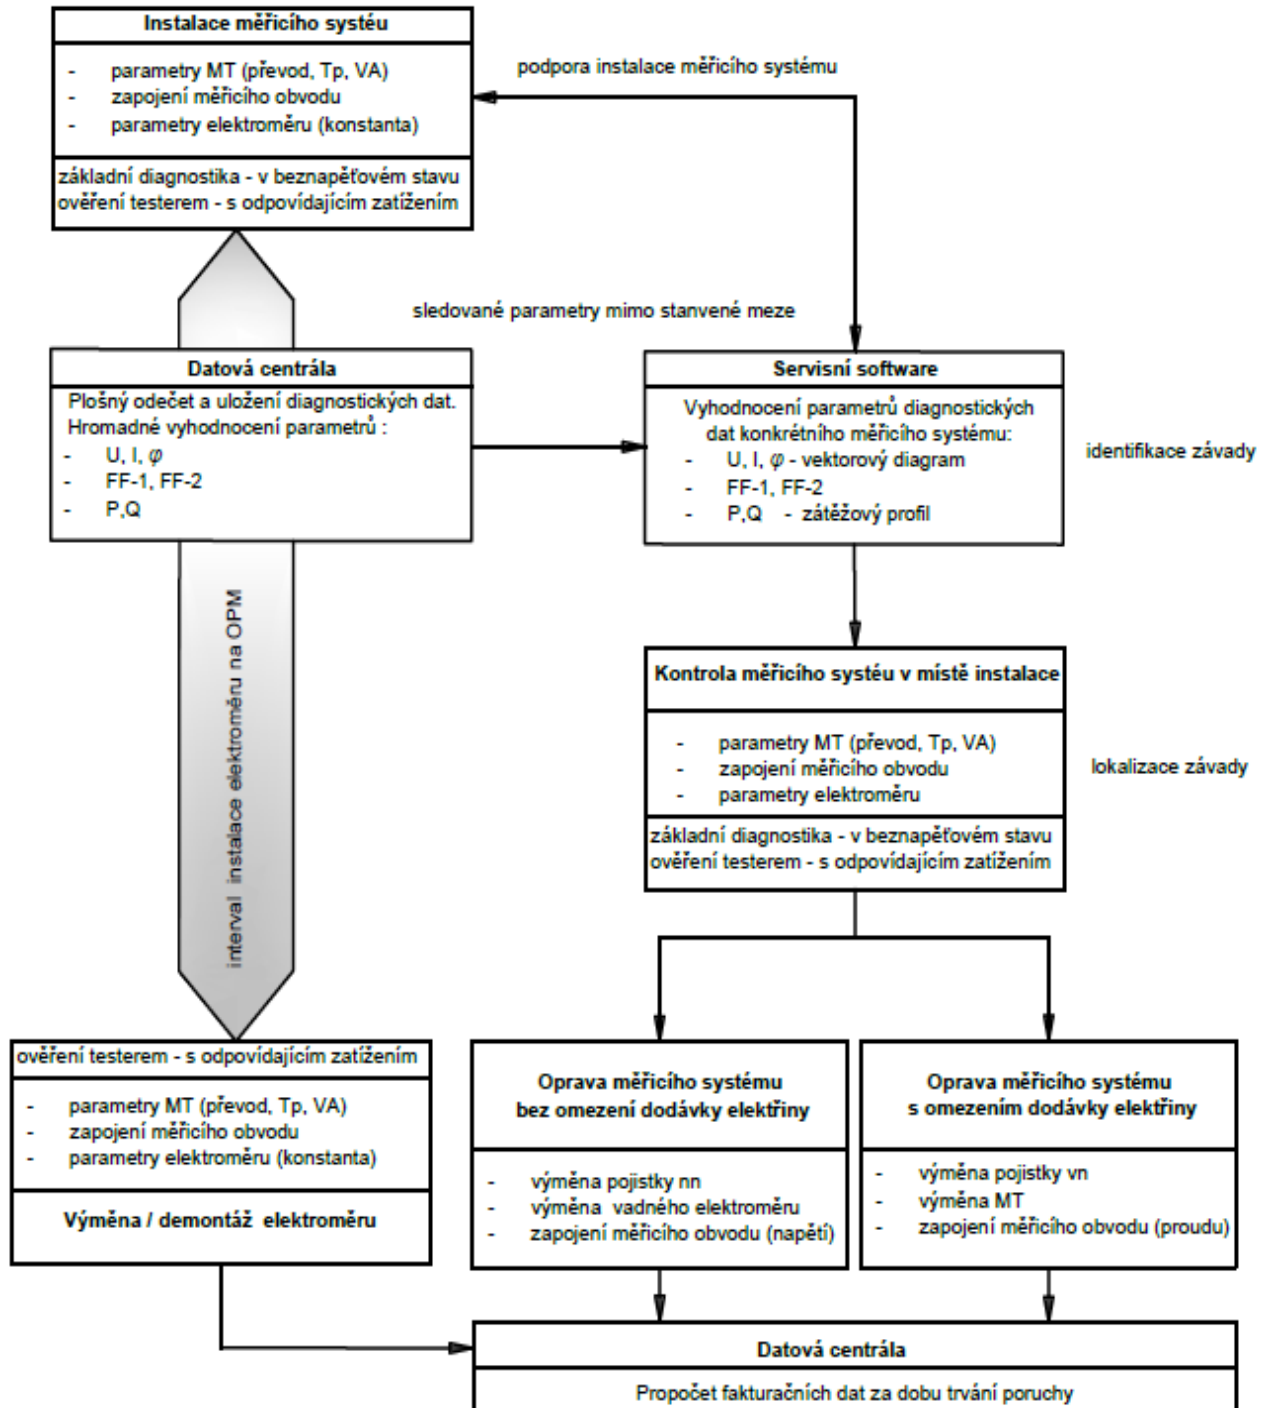 Instalace měřicího systéu
- parametry MT (převod, Tp, VA)
- zapojení měřicího obvodu
- parametry elektroměru (konstanta)
základní diagnostika - v beznapěťovém stavu
ověření testerem - s odpovídajícím zatížením
podpora instalace měřicího systému
sledované parametry mimo stanvené meze
Datová centrála
Plošný odečet a uložení diagnostických dat.
Hromadné vyhodnocení parametrů :
- U, I, φ
- FF-1, FF-2
- P,Q
Servisní software
Vyhodnocení parametrů diagnostických
dat konkrétního měřicího systému:
- U, I, φ - vektorový diagram
- FF-1, FF-2
- P,Q - zátěžový profil
identifikace závady
interval instalace elektroměru na OPM
Kontrola měřicího systéu v místě instalace
- parametry MT (převod, Tp, VA)
- zapojení měřicího obvodu
- parametry elektroměru
základní diagnostika - v beznapěťovém stavu
ověření testerem - s odpovídajícím zatížením
lokalizace závady
ověření testerem - s odpovídajícím zatížením
- parametry MT (převod, Tp, VA)
- zapojení měřicího obvodu
- parametry elektroměru (konstanta)
Výměna / demontáž elektroměru
Oprava měřicího systému
bez omezení dodávky elektřiny
- výměna pojistky nn
- výměna vadného elektroměru
- zapojení měřicího obvodu (napětí)
Oprava měřicího systému
s omezením dodávky elektřiny
- výměna pojistky vn
- výměna MT
- zapojení měřicího obvodu (proudu)
Datová centrála
Propočet fakturačních dat za dobu trvání poruchy